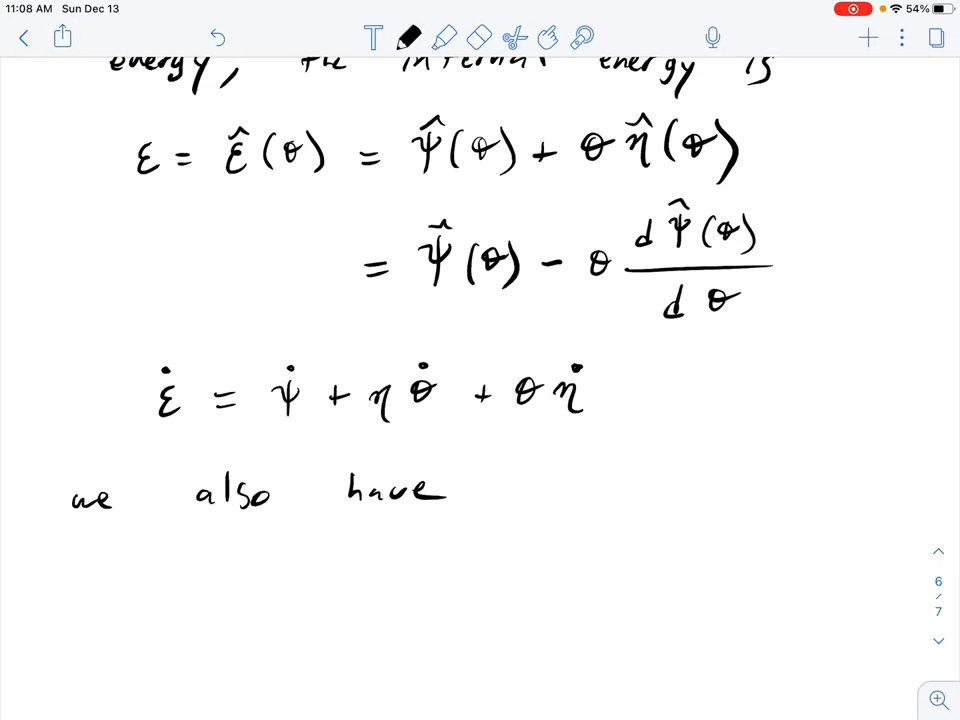 11:08 AM Sun Dec 13 54%
energy, the internal energy is
ε = ε̂(θ) = ψ̂(θ) + θ η̂(θ)
= ψ̂(θ) - θ dψ̂(θ)/dθ
ε̇ = ψ̇ + η θ̇ + θ η̇
we also have
6
/
7